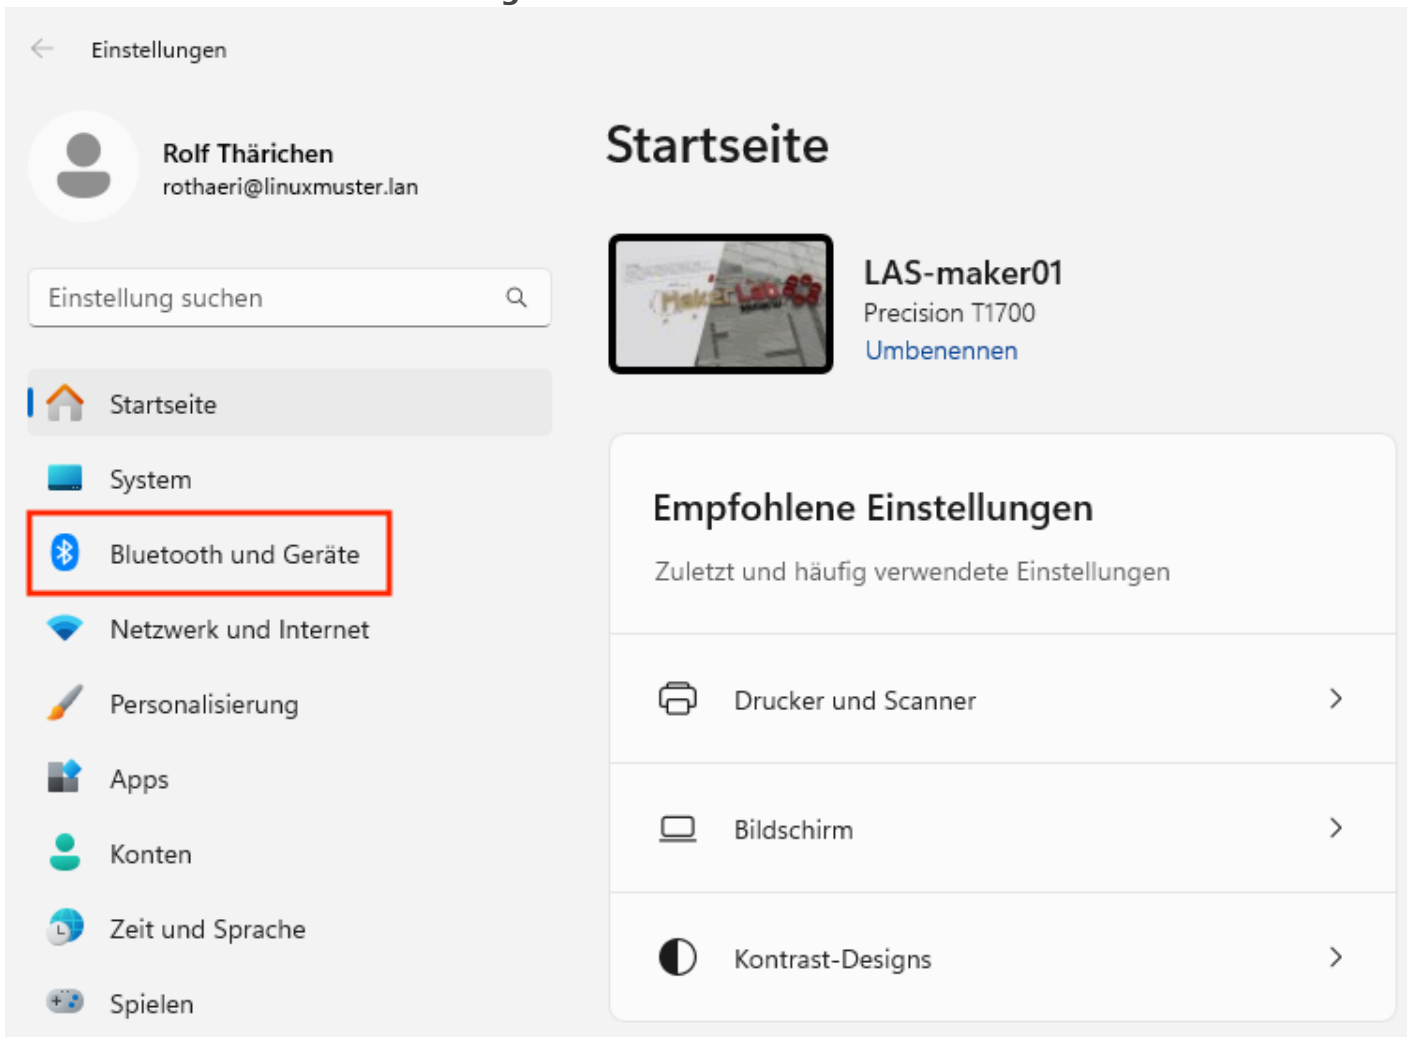 Einstellungen
Rolf Thärichen
rothaeri@linuxmuster.lan
Einstellung suchen
Startseite
System
Bluetooth und Geräte
Netzwerk und Internet
Personalisierung
Apps
Konten
Zeit und Sprache
Spielen
Startseite
MakerLab
LAS-maker01
Precision T1700
Umbenennen
Empfohlene Einstellungen
Zuletzt und häufig verwendete Einstellungen
Drucker und Scanner
Bildschirm
Kontrast-Designs